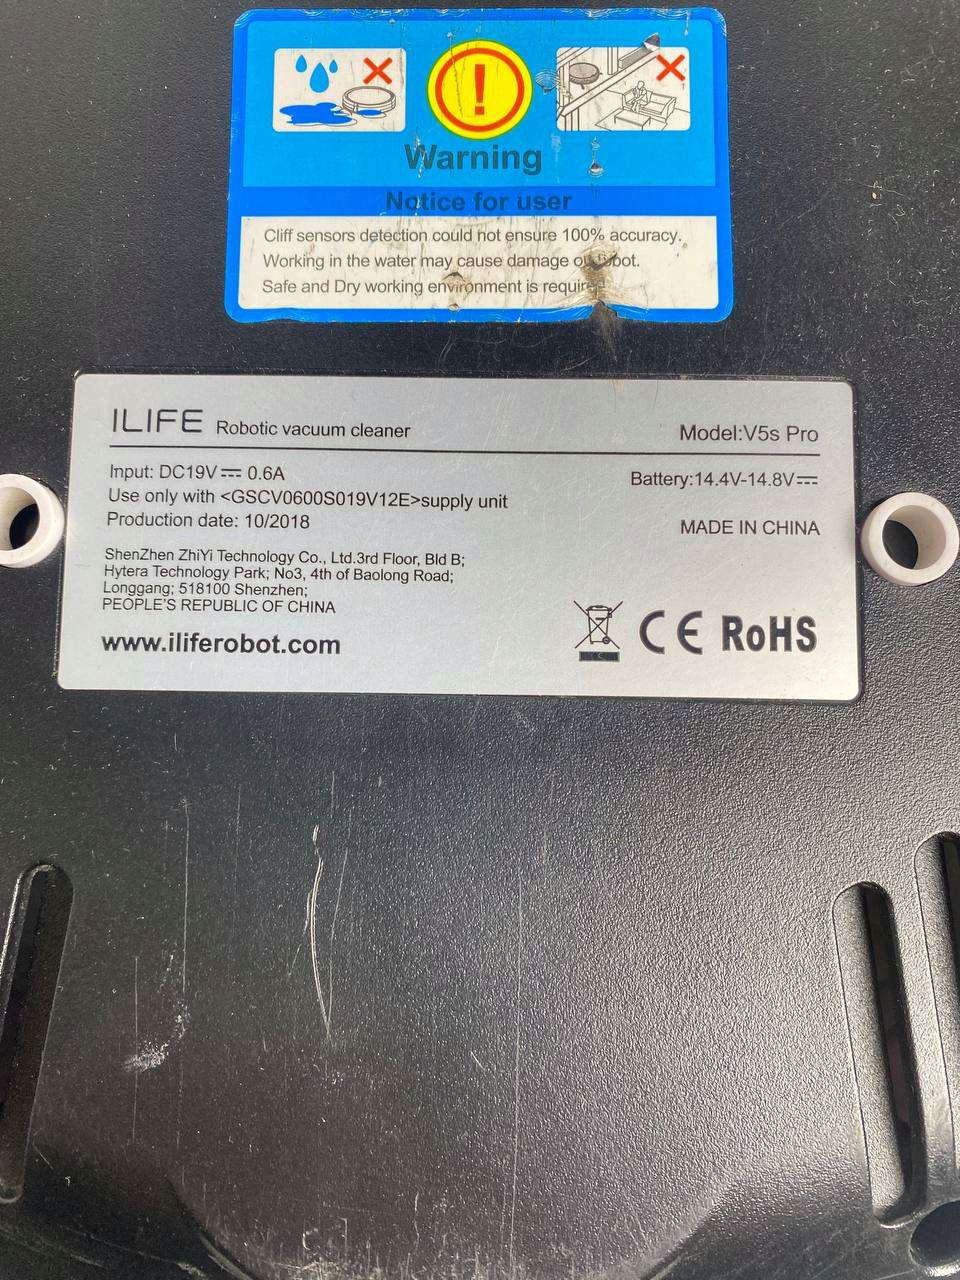 Warning
Notice for user
Cliff sensors detection could not ensure 100% accuracy.
Working in the water may cause damage
Safe and Dry working environment is
ILIFE Robotic vacuum cleaner
Model:V5s Pro
Input: DC19V⎓ 0.6A
Battery:14.4V-14.8V⎓
Use only with <GSCV0600S019V12E>supply unit
Production date: 10/2018
MADE IN CHINA
ShenZhen ZhiYi Technology Co., Ltd.3rd Floor, Bld B;
Hytera Technology Park; No3, 4th of Baolong Road;
Longgang; 518100 Shenzhen;
PEOPLE'S REPUBLIC OF CHINA
www.iliferobot.com
CE RoHS